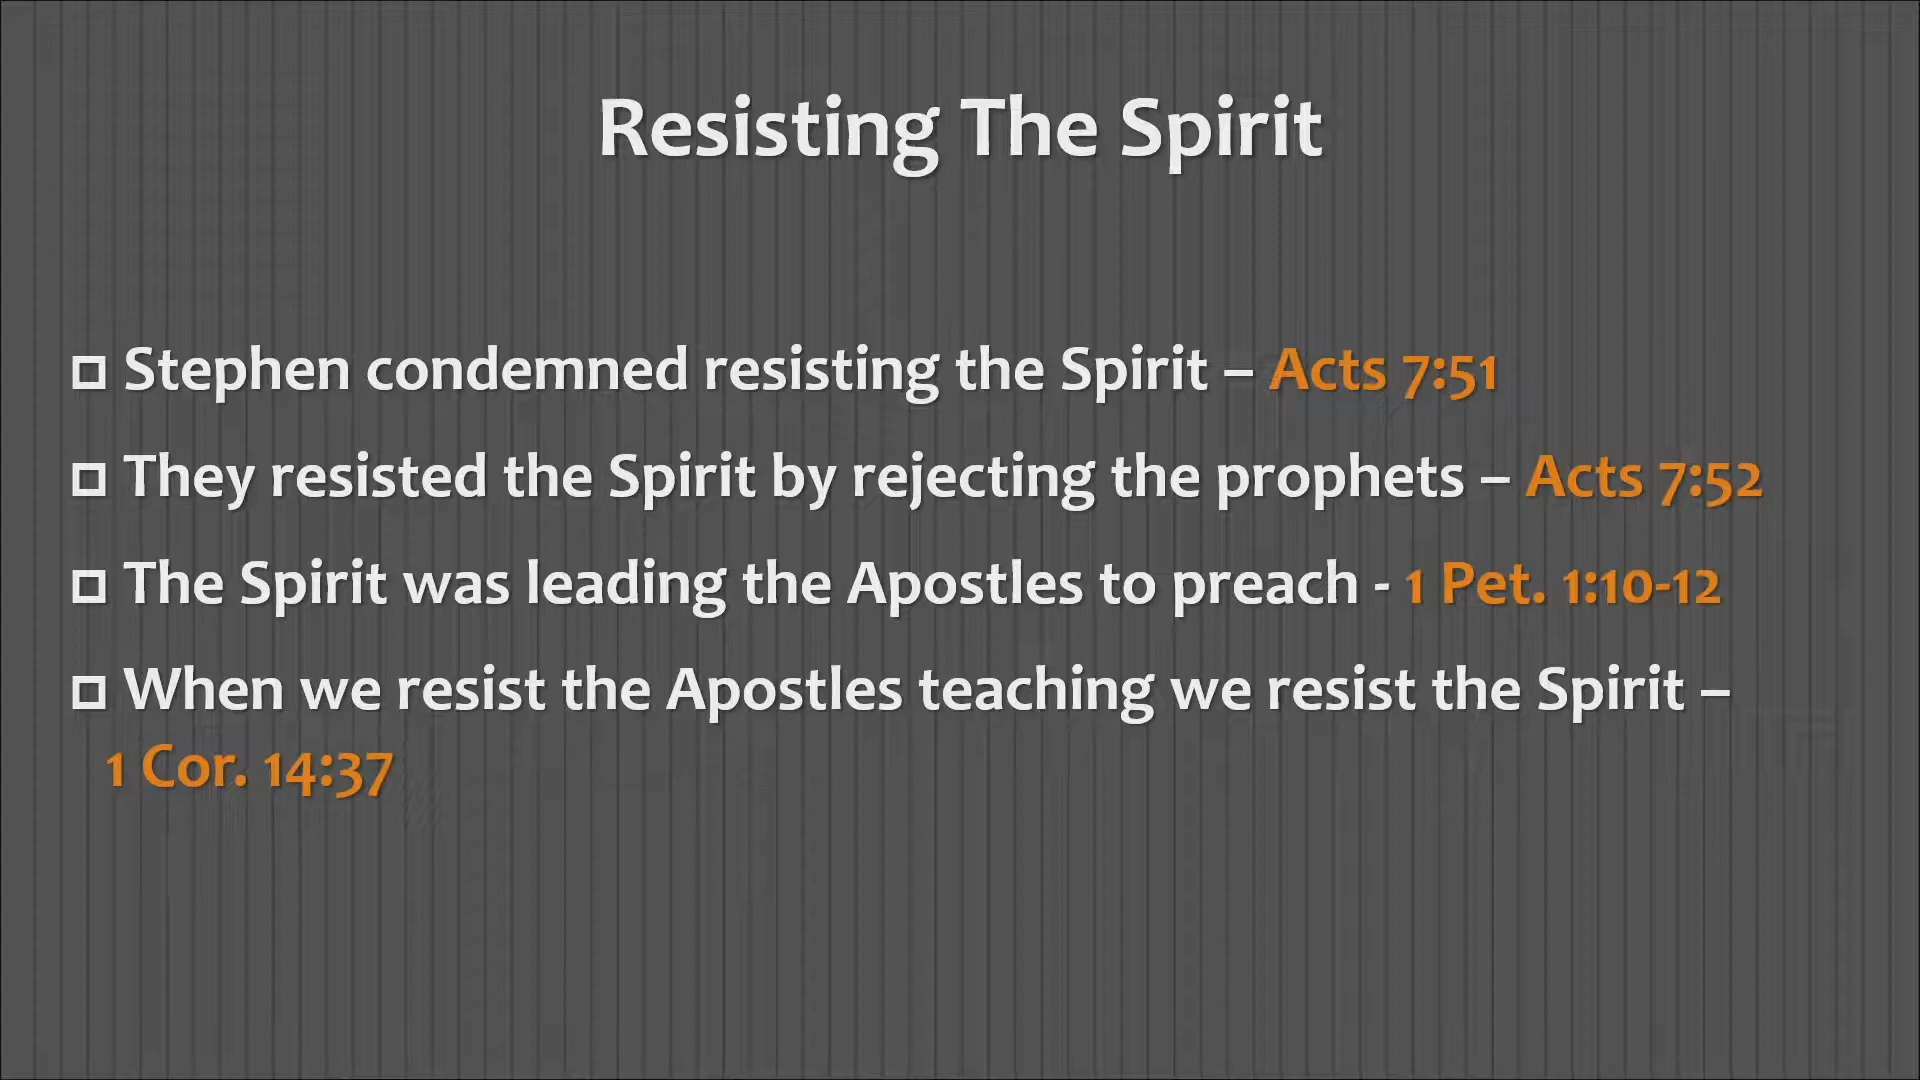 Resisting The Spirit
Stephen condemned resisting the Spirit – Acts 7:51
They resisted the Spirit by rejecting the prophets – Acts 7:52
The Spirit was leading the Apostles to preach - 1 Pet. 1:10-12
When we resist the Apostles teaching we resist the Spirit –
1 Cor. 14:37